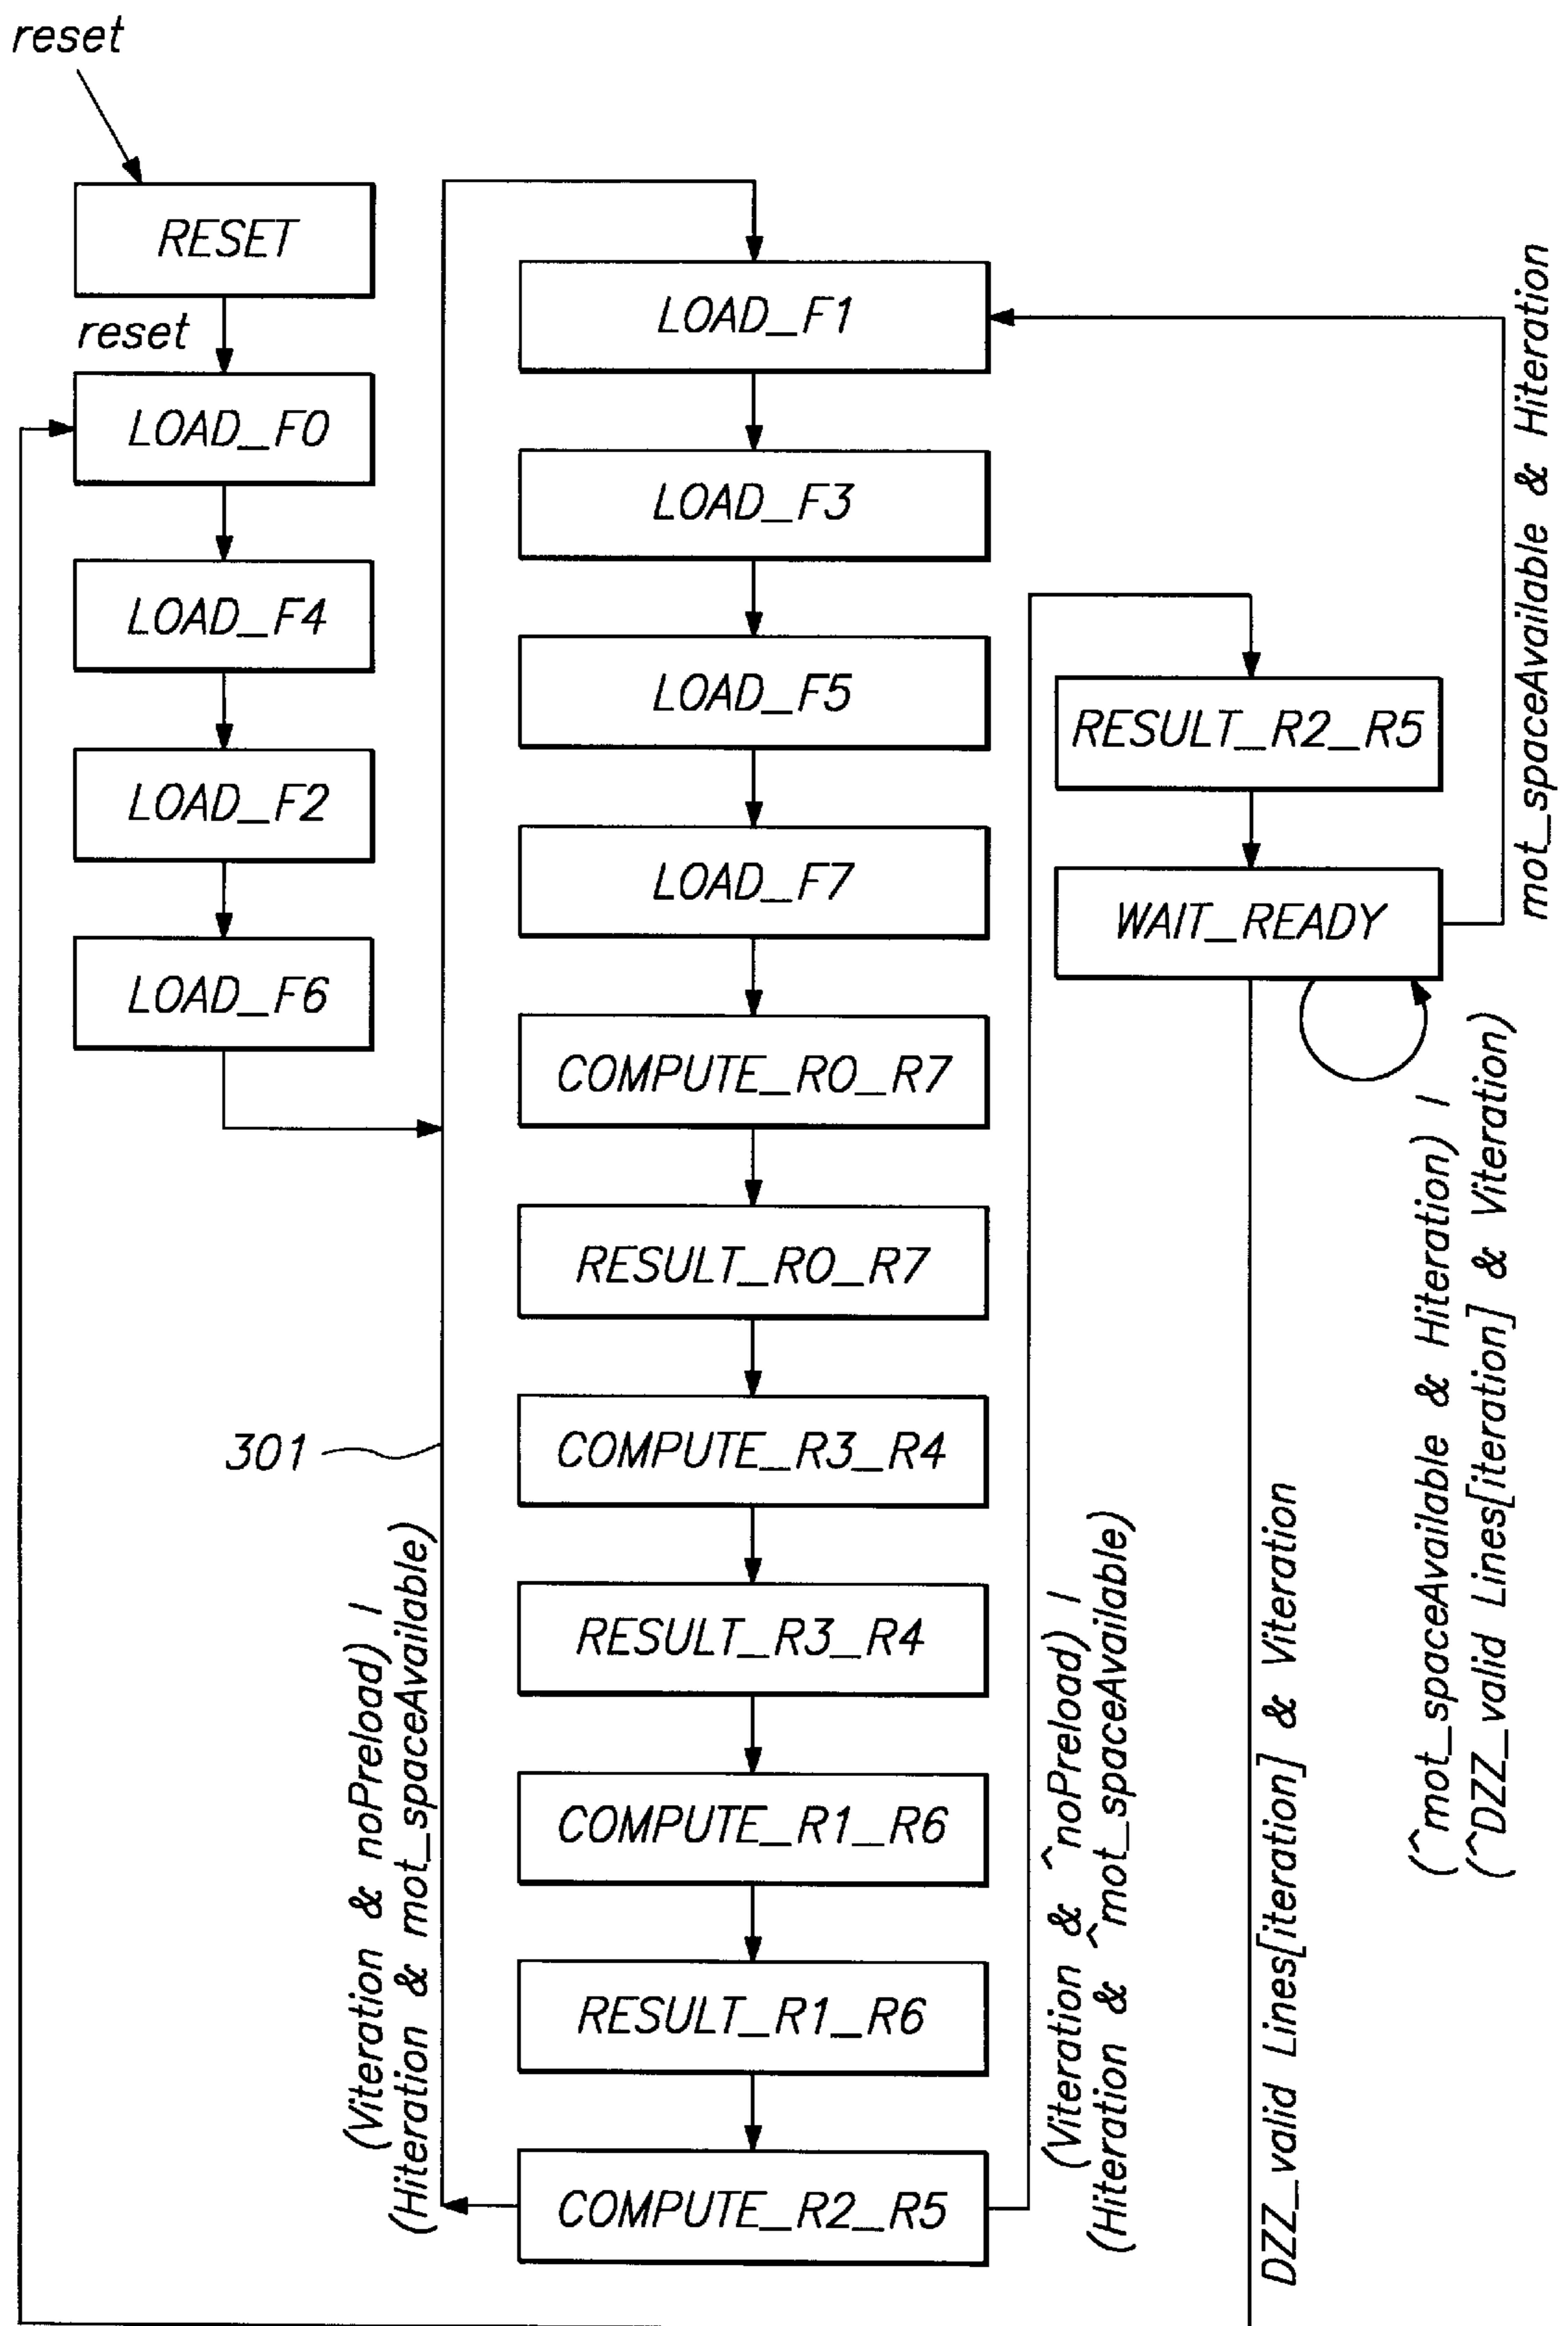 reset
RESET
reset
LOAD_F0
LOAD_F4
LOAD_F2
LOAD_F6
LOAD_F1
LOAD_F3
LOAD_F5
LOAD_F7
COMPUTE_R0_R7
RESULT_R0_R7
COMPUTE_R3_R4
RESULT_R3_R4
COMPUTE_R1_R6
RESULT_R1_R6
COMPUTE_R2_R5
301
(Viteration & noPreload) |
(Hiteration & mot_spaceAvailable)
(Viteration & ^noPreload) |
(Hiteration & ^mot_spaceAvailable)
RESULT_R2_R5
WAIT_READY
mot_spaceAvailable & Hiteration
DZZ_valid Lines[iteration] & Viteration
(^mot_spaceAvailable & Hiteration) |
(^DZZ_valid Lines[iteration] & Viteration)